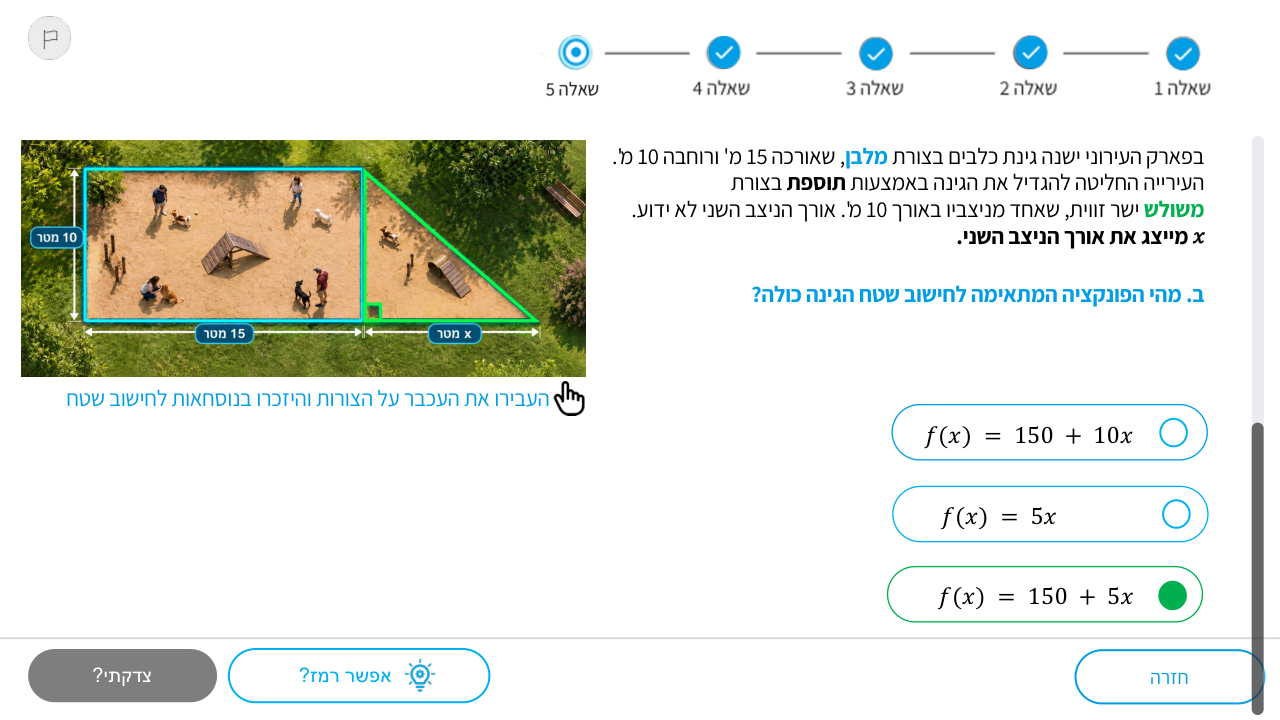 שאלה 1
שאלה 2
שאלה 3
שאלה 4
שאלה 5
בפארק העירוני ישנה גינת כלבים בצורת מלבן, שאורכה 15 מ' ורוחבה 10 מ'.
העירייה החליטה להגדיל את הגינה באמצעות תוספת בצורת
משולש ישר זווית, שאחד מניצביו באורך 10 מ'. אורך הניצב השני לא ידוע.
x מייצג את אורך הניצב השני.
ב. מהי הפונקציה המתאימה לחישוב שטח הגינה כולה?
10 מטר
15 מטר
x מטר
העבירו את העכבר על הצורות והיזכרו בנוסחאות לחישוב שטח
f(x) = 150 + 10x
f(x) = 5x
f(x) = 150 + 5x
חזרה
אפשר רמז?
צדקתי?